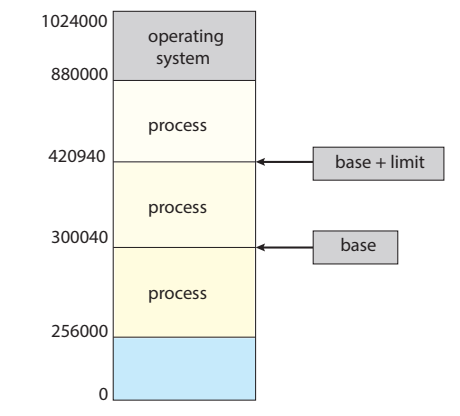 1024000
operating
system
880000
process
420940
base + limit
process
300040
base
process
256000
0